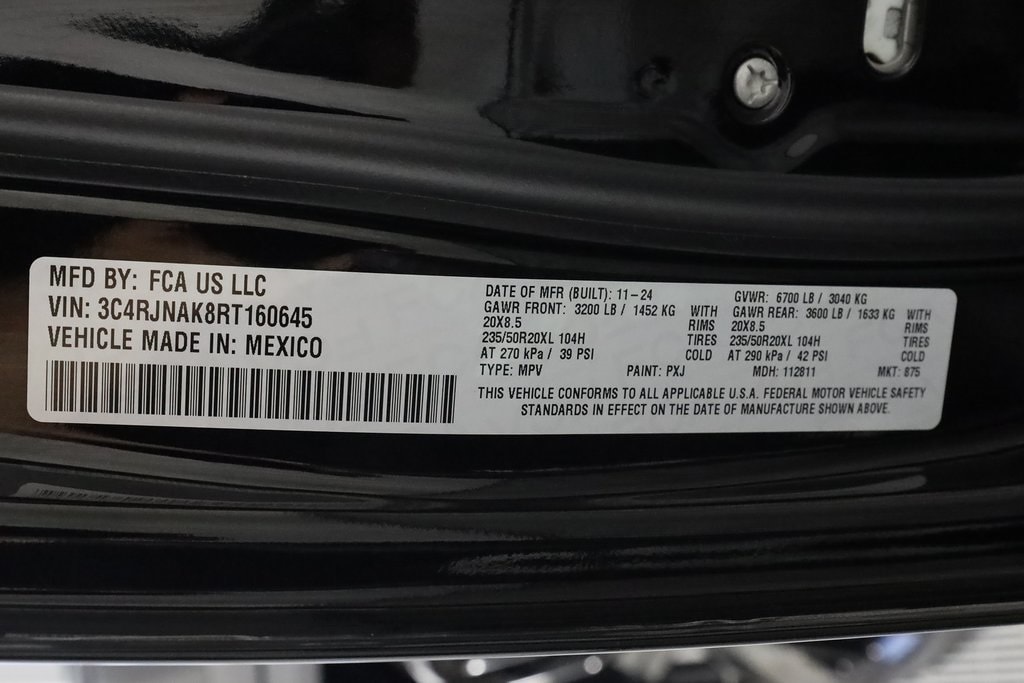 MFD BY: FCA US LLC
VIN: 3C4RJNAK8RT160645
VEHICLE MADE IN: MEXICO
DATE OF MFR (BUILT): 11-24 GVWR: 6700 LB / 3040 KG
GAWR FRONT: 3200 LB / 1452 KG WITH GAWR REAR: 3600 LB / 1633 KG WITH
20X8.5 RIMS 20X8.5 RIMS
235/50R20XL 104H TIRES 235/50R20XL 104H TIRES
AT 270 kPa / 39 PSI COLD AT 290 kPa / 42 PSI COLD
TYPE: MPV PAINT: PXJ MDH: 112811 MKT: 875
THIS VEHICLE CONFORMS TO ALL APPLICABLE U.S.A. FEDERAL MOTOR VEHICLE SAFETY
STANDARDS IN EFFECT ON THE DATE OF MANUFACTURE SHOWN ABOVE.